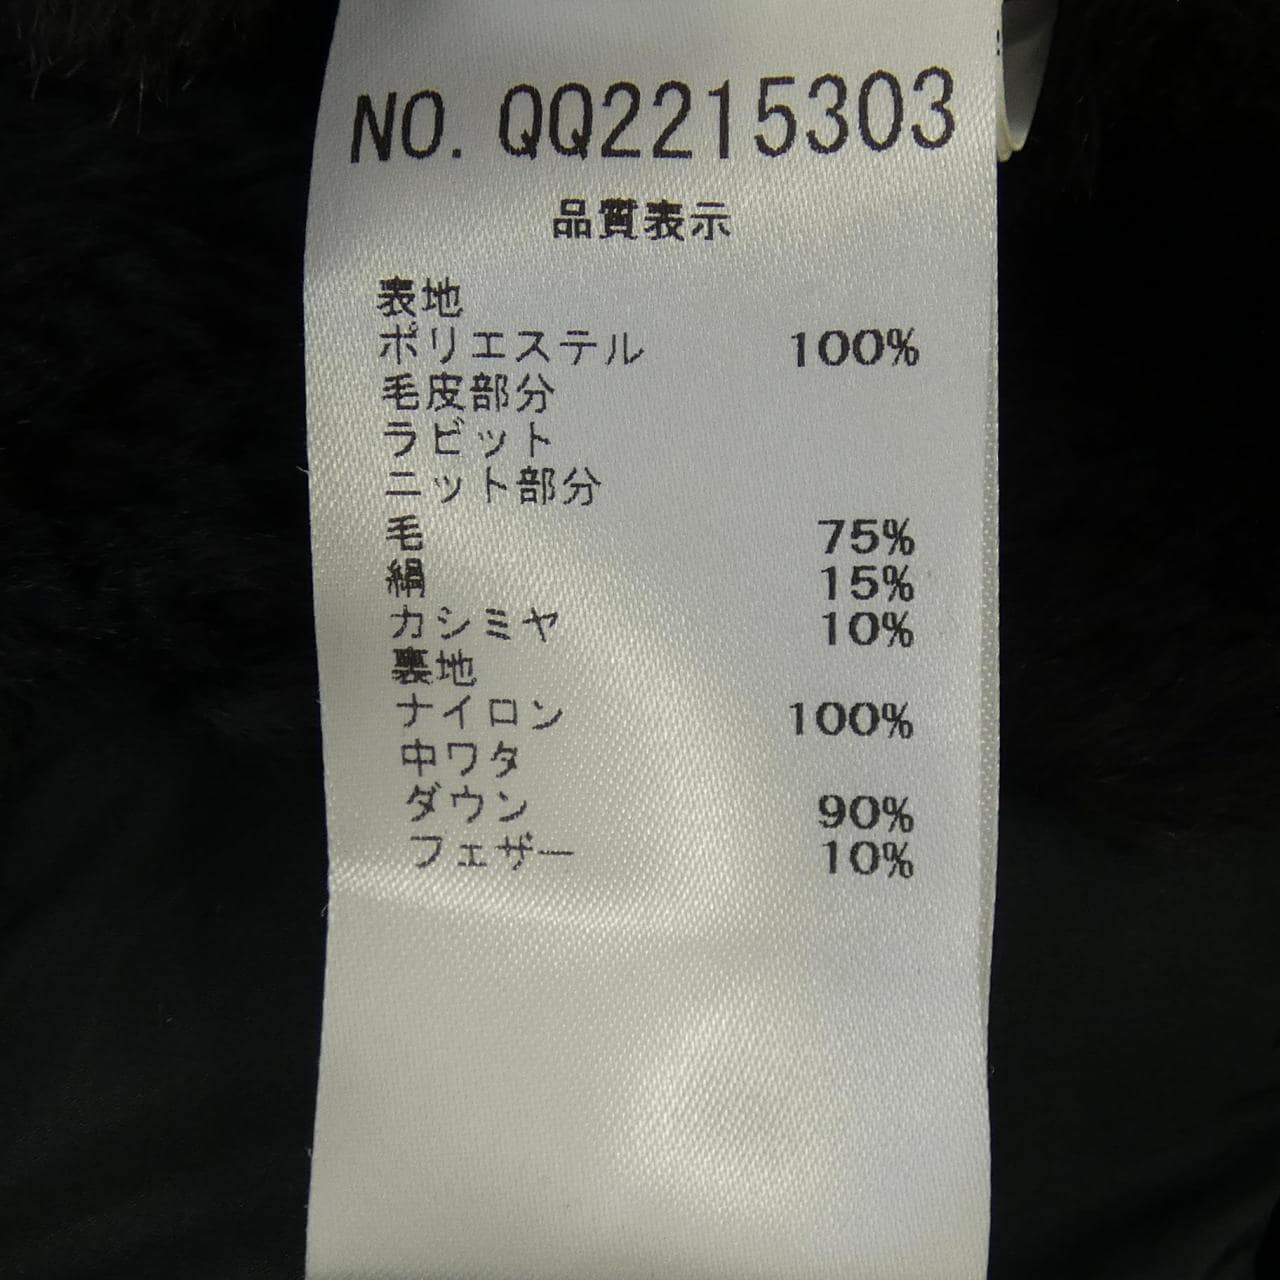 NO. QQ2215303
品質表示
表地
ポリエステル 100%
毛皮部分
ラビット
ニット部分
毛 75%
絹 15%
カシミヤ 10%
裏地
ナイロン 100%
中ワタ
ダウン 90%
フェザー 10%